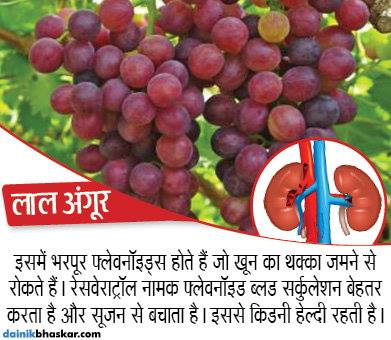 लाल अंगूर
इसमें भरपूर फ्लेवनॉइड्स होते हैं जो खून का थक्का जमने से
रोकते हैं। रेसवेराट्रॉल नामक फ्लेवनॉइड ब्लड सर्कुलेशन बेहतर
करता है और सूजन से बचाता है। इससे किडनी हेल्दी रहती है।
dainikbhaskar.com